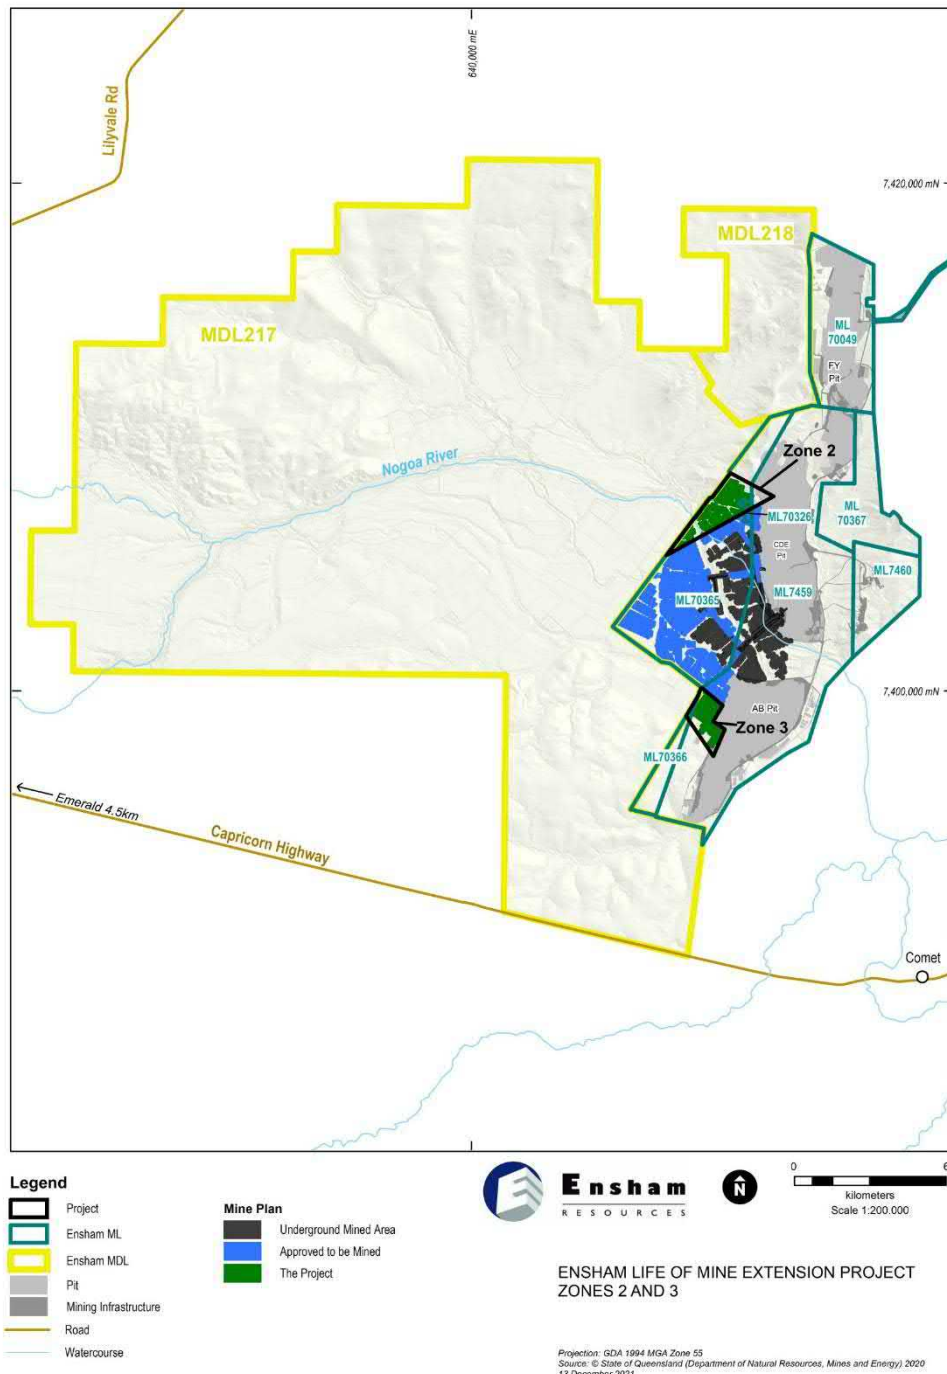 640,000 mE
Lilyvale Rd
7,420,000 mN
MDL218
MDL217
ML
70049
FY
Pit
Zone 2
Nogoa River
ML70326
ML
70367
CDE
Pit
ML7460
ML70365
ML7459
7,400,000 mN
AB Pit
Zone 3
ML70366
Emerald 4.5km
Capricorn Highway
Comet
Legend
Project
Ensham ML
Ensham MDL
Pit
Mining Infrastructure
Road
Watercourse
Mine Plan
Underground Mined Area
Approved to be Mined
The Project
Ensham
RESOURCES
N
0 6
kilometers
Scale 1:200.000
ENSHAM LIFE OF MINE EXTENSION PROJECT
ZONES 2 AND 3
Projection: GDA 1994 MGA Zone 55
Source: © State of Queensland (Department of Natural Resources, Mines and Energy) 2020
13 December 2021